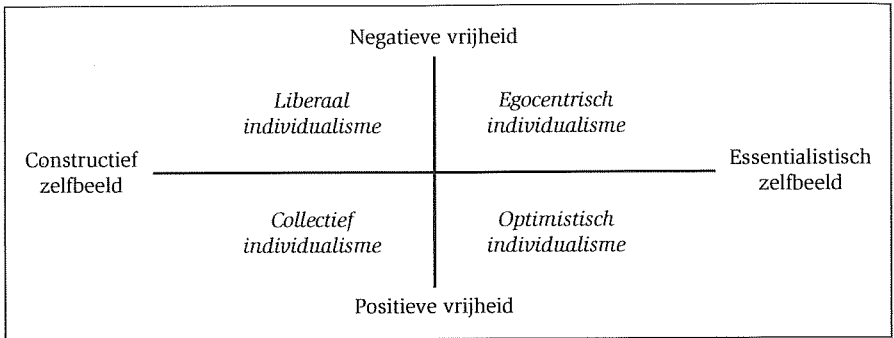 Negatieve vrijheid
Liberaal
individualisme
Egocentrisch
individualisme
Constructief
zelfbeeld
Essentialistisch
zelfbeeld
Collectief
individualisme
Optimistisch
individualisme
Positieve vrijheid